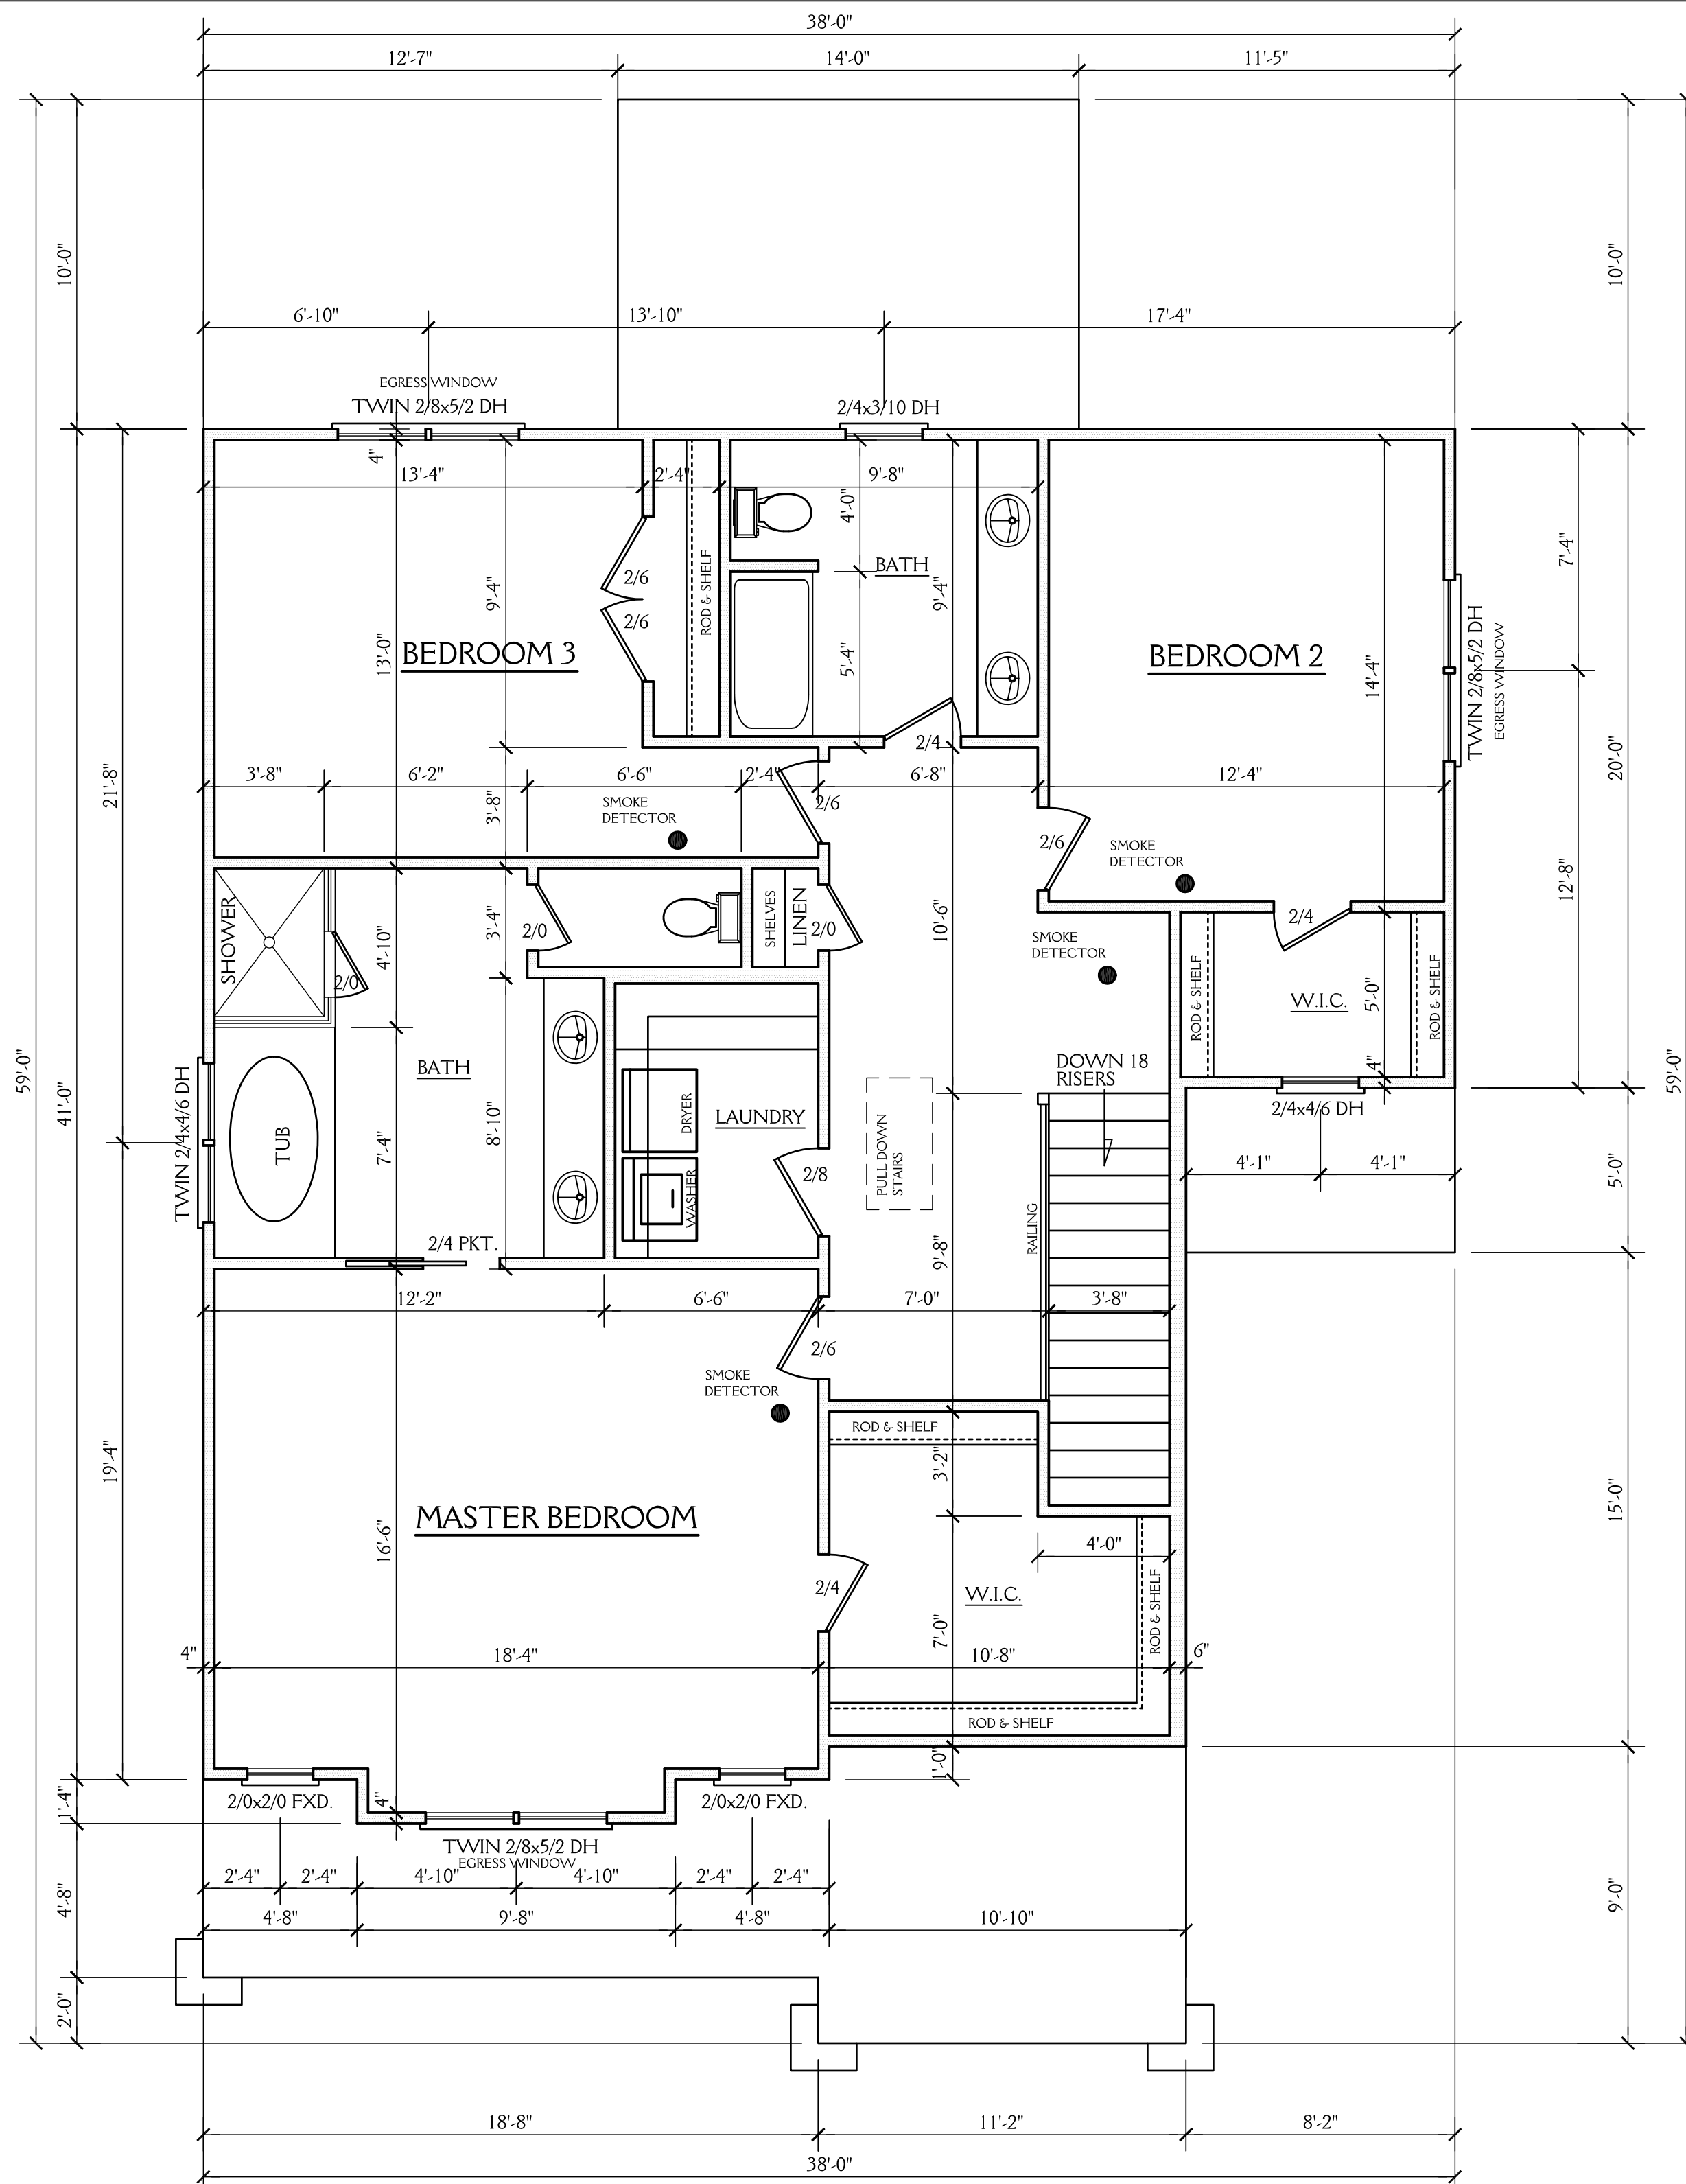 38'-0"
12'-7"
14'-0"
11'-5"
10'-0"
10'-0"
6'-10"
13'-10"
17'-4"
EGRESS WINDOW
TWIN 2/8x5/2 DH
2/4x3/10 DH
4"
13'-4"
2'-4"
9'-8"
4'-0"
7'-4"
2/6
2/6
ROD & SHELF
BATH
9'-4"
9'-4"
13'-0"
BEDROOM 3
5'-4"
BEDROOM 2
14'-4"
TWIN 2/8x5/2 DH
EGRESS WINDOW
2/4
21'-8"
20'-0"
3'-8"
6'-2"
6'-6"
2'-4"
6'-8"
12'-4"
3'-8"
SMOKE
DETECTOR
2/6
2/6
SMOKE
DETECTOR
12'-8"
SHOWER
2/0
4'-10"
3'-4"
2/0
SHELVES
LINEN
2/0
10'-6"
SMOKE
DETECTOR
2/4
ROD & SHELF
W.I.C.
5'-0"
ROD & SHELF
4"
59'-0"
41'-0"
59'-0"
BATH
DOWN 18
RISERS
2/4x4/6 DH
TWIN 2/4x4/6 DH
TUB
7'-4"
8'-10"
DRYER
LAUNDRY
WASHER
2/8
PULL DOWN
STAIRS
4'-1"
4'-1"
5'-0"
RAILING
9'-8"
2/4 PKT.
12'-2"
6'-6"
7'-0"
3'-8"
2/6
SMOKE
DETECTOR
ROD & SHELF
19'-4"
3'-2"
MASTER BEDROOM
16'-6"
15'-0"
4'-0"
2/4
W.I.C.
ROD & SHELF
7'-0"
4"
18'-4"
10'-8"
6"
ROD & SHELF
1'-0"
1'-4"
2/0x2/0 FXD.
4"
2/0x2/0 FXD.
TWIN 2/8x5/2 DH
EGRESS WINDOW
2'-4"
2'-4"
4'-10"
4'-10"
2'-4"
2'-4"
4'-8"
9'-0"
4'-8"
9'-8"
4'-8"
10'-10"
2'-0"
18'-8"
11'-2"
8'-2"
38'-0"